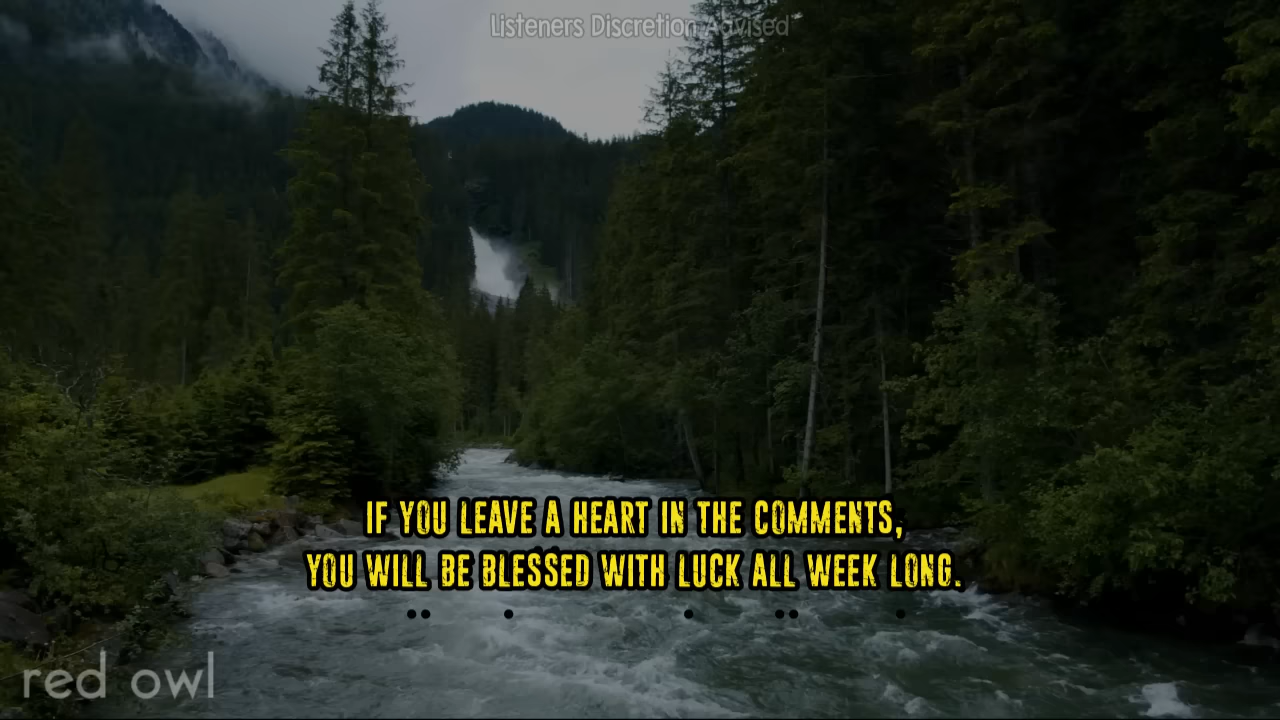 Listeners Discretion Advised
IF YOU LEAVE A HEART IN THE COMMENTS,
YOU WILL BE BLESSED WITH LUCK ALL WEEK LONG.
red owl